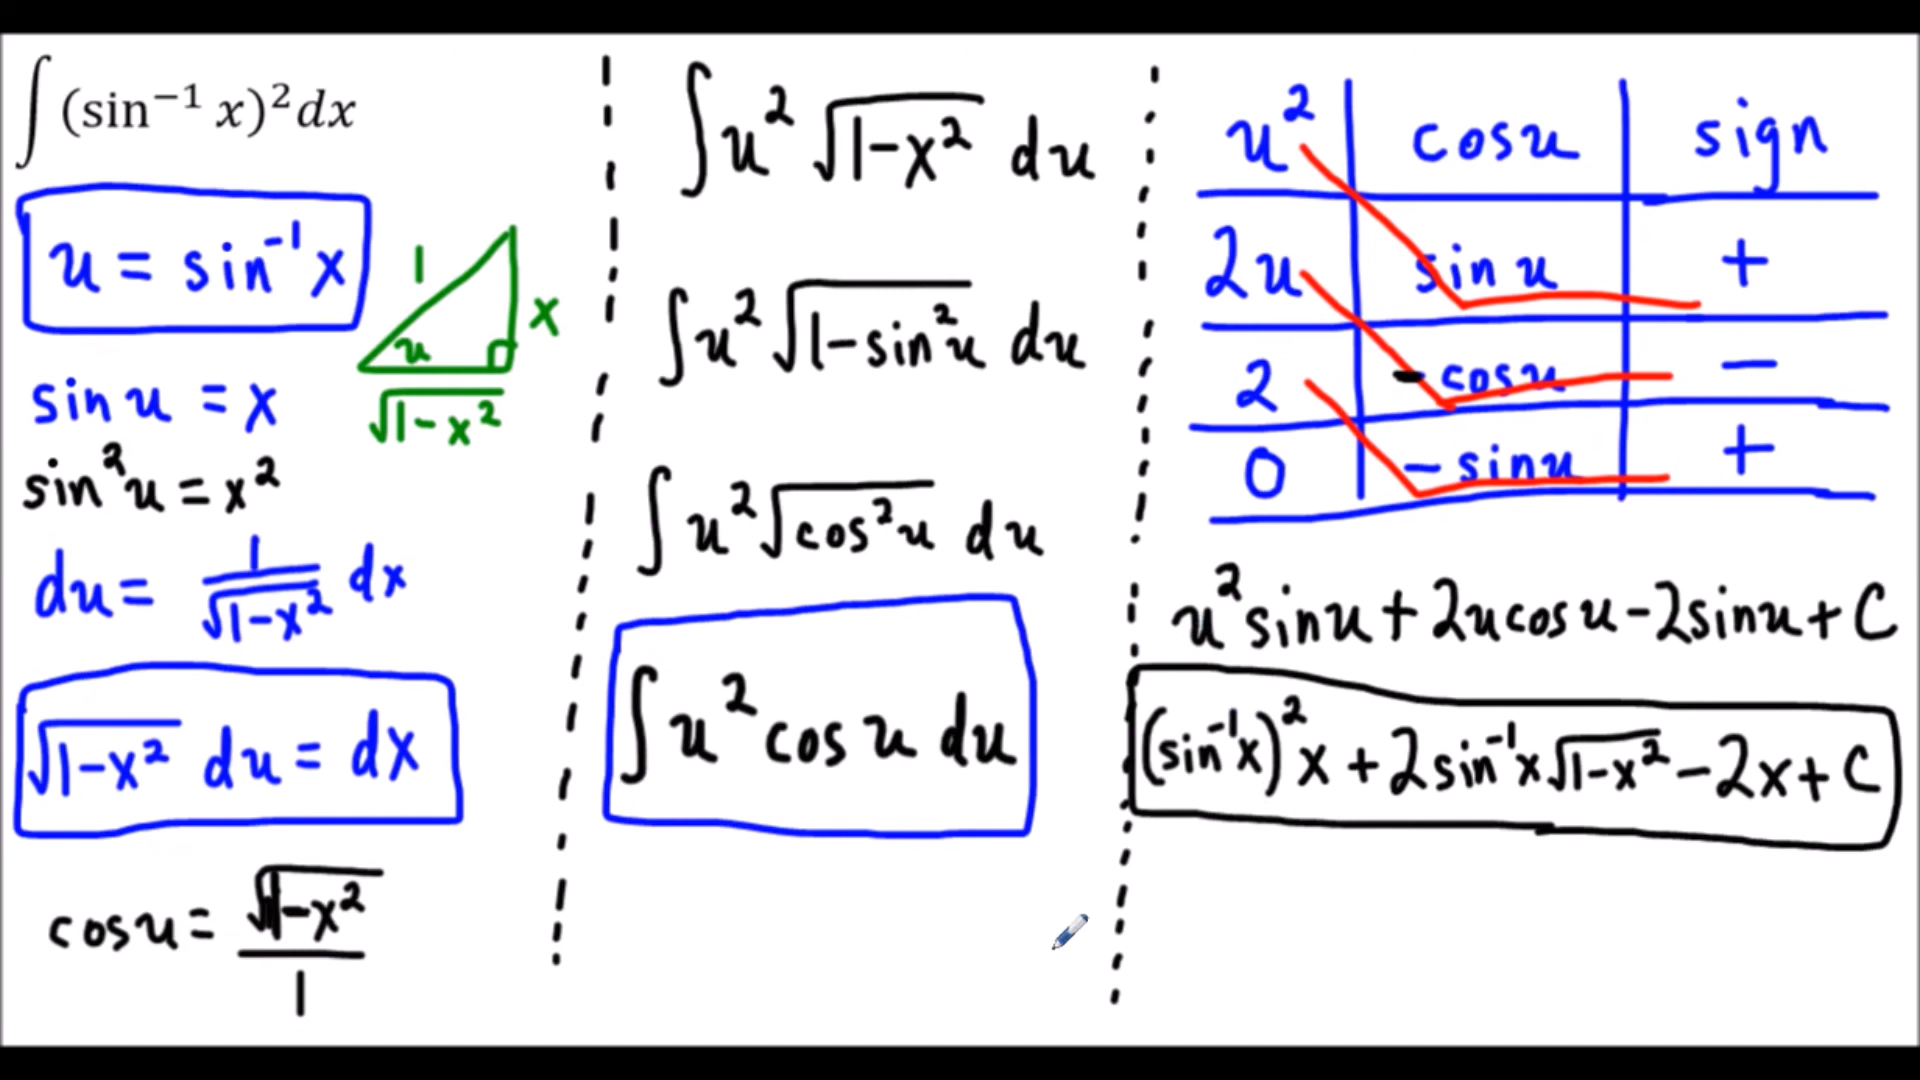 ∫ (sin⁻¹ x)² dx
u = sin⁻¹x
1
x
u
√1-x²
sin u = x
sin²u = x²
du = 1/√1-x² dx
√1-x² du = dx
cos u = √1-x²/1
∫ u² √1-x² du
∫ u² √1-sin²u du
∫ u² √cos²u du
∫ u² cos u du
u² cos u sign
2u sin u +
2 -cos u -
0 - sin u +
u² sin u + 2u cos u - 2 sin u + C
(sin⁻¹x)² x + 2 sin⁻¹x √1-x² - 2x + C